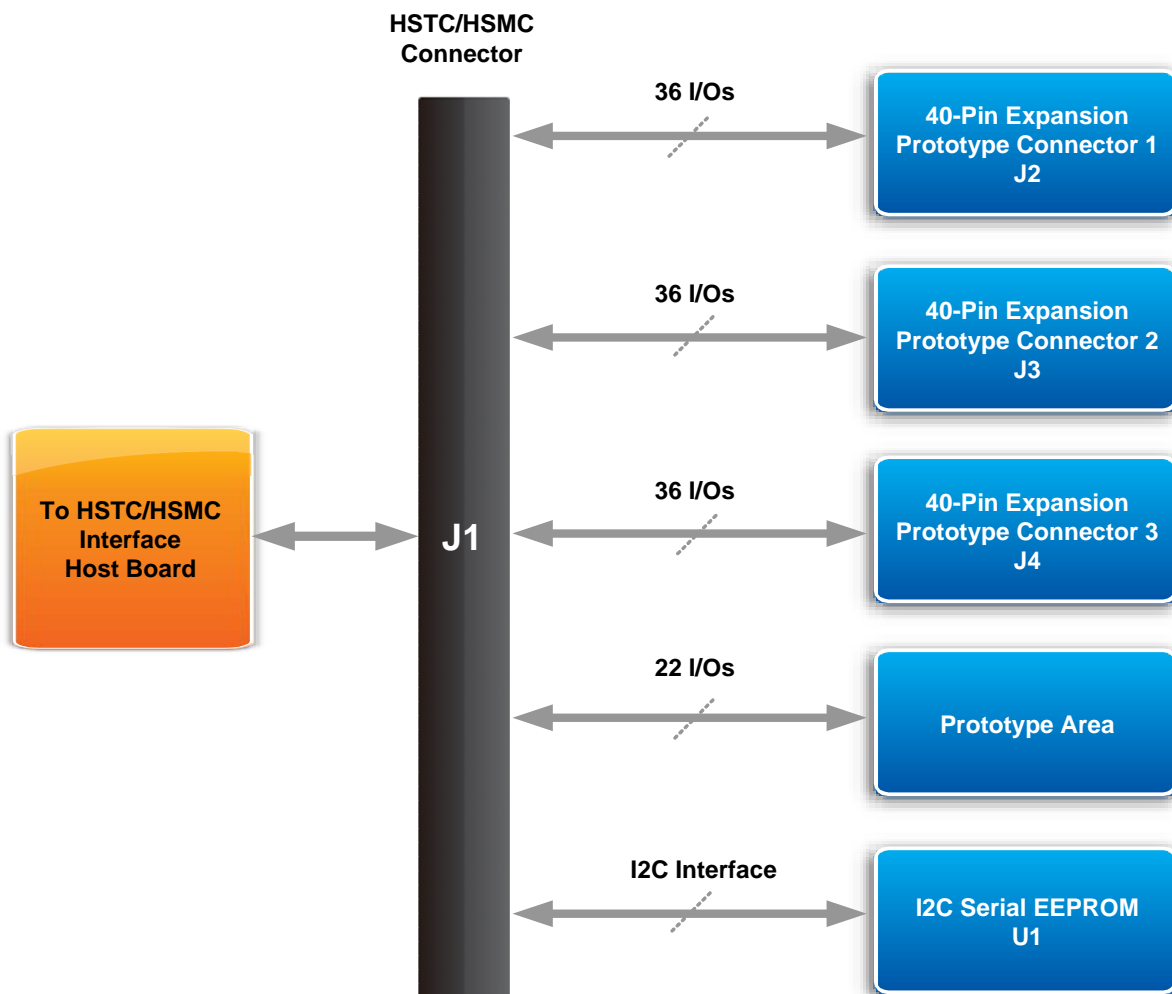 HSTC/HSMC
Connector
36 I/Os
40-Pin Expansion
Prototype Connector 1
J2
36 I/Os
40-Pin Expansion
Prototype Connector 2
J3
To HSTC/HSMC
Interface
Host Board
J1
36 I/Os
40-Pin Expansion
Prototype Connector 3
J4
22 I/Os
Prototype Area
I2C Interface
I2C Serial EEPROM
U1